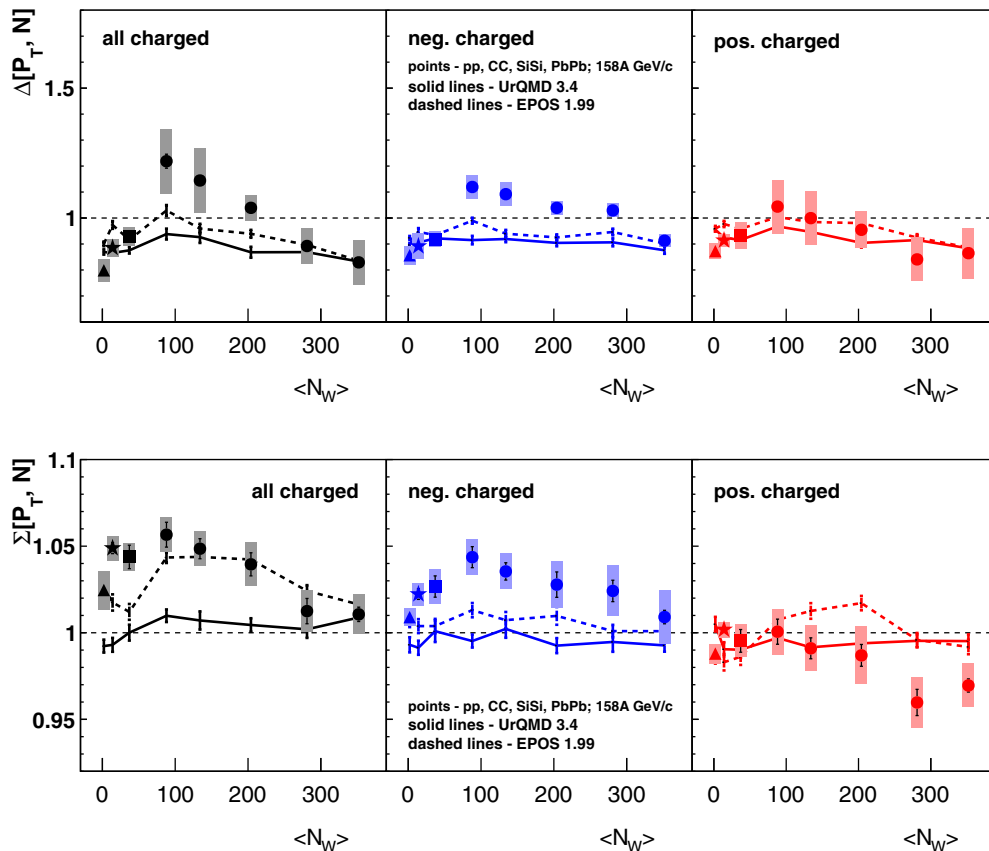 Δ[P_T, N]
all charged
neg. charged
pos. charged
points - pp, CC, SiSi, PbPb; 158A GeV/c
solid lines - UrQMD 3.4
dashed lines - EPOS 1.99
1.5
1
0 100 200 300
0 100 200 300
0 100 200 300
<N_W>
<N_W>
<N_W>
Σ[P_T, N]
1.1
all charged
neg. charged
pos. charged
1.05
1
0.95
points - pp, CC, SiSi, PbPb; 158A GeV/c
solid lines - UrQMD 3.4
dashed lines - EPOS 1.99
0 100 200 300
0 100 200 300
0 100 200 300
<N_W>
<N_W>
<N_W>